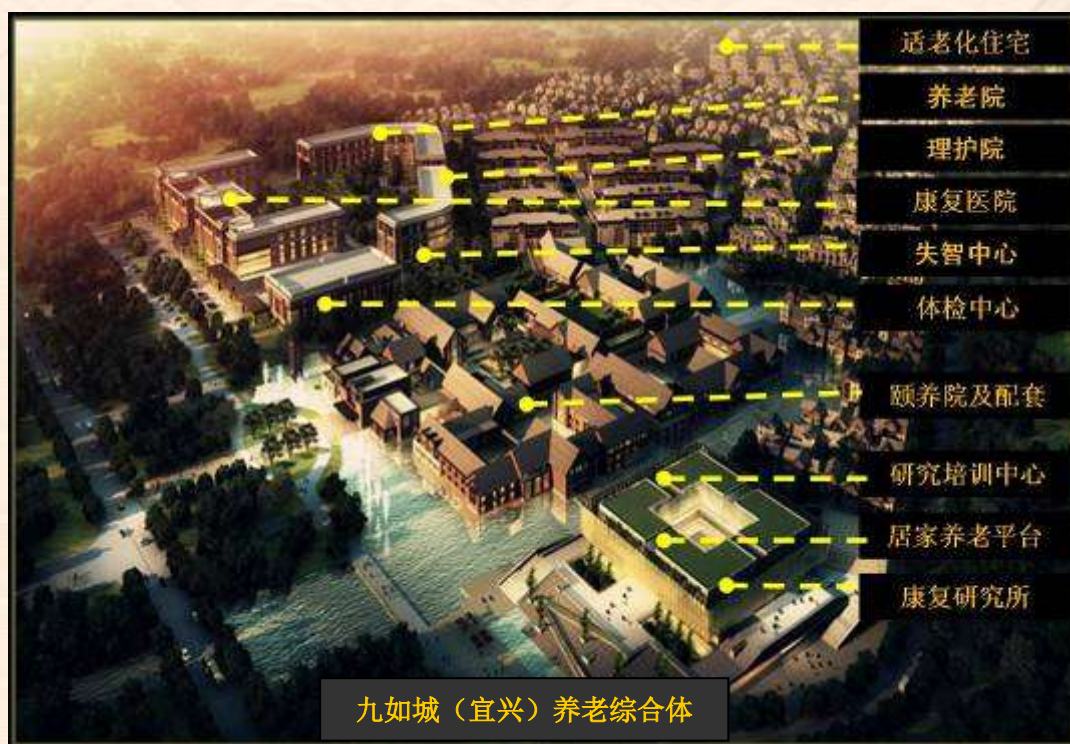 适老化住宅
养老院
理护院
康复医院
失智中心
体检中心
颐养院及配套
研究培训中心
居家养老平台
康复研究所
九如城（宜兴）养老综合体